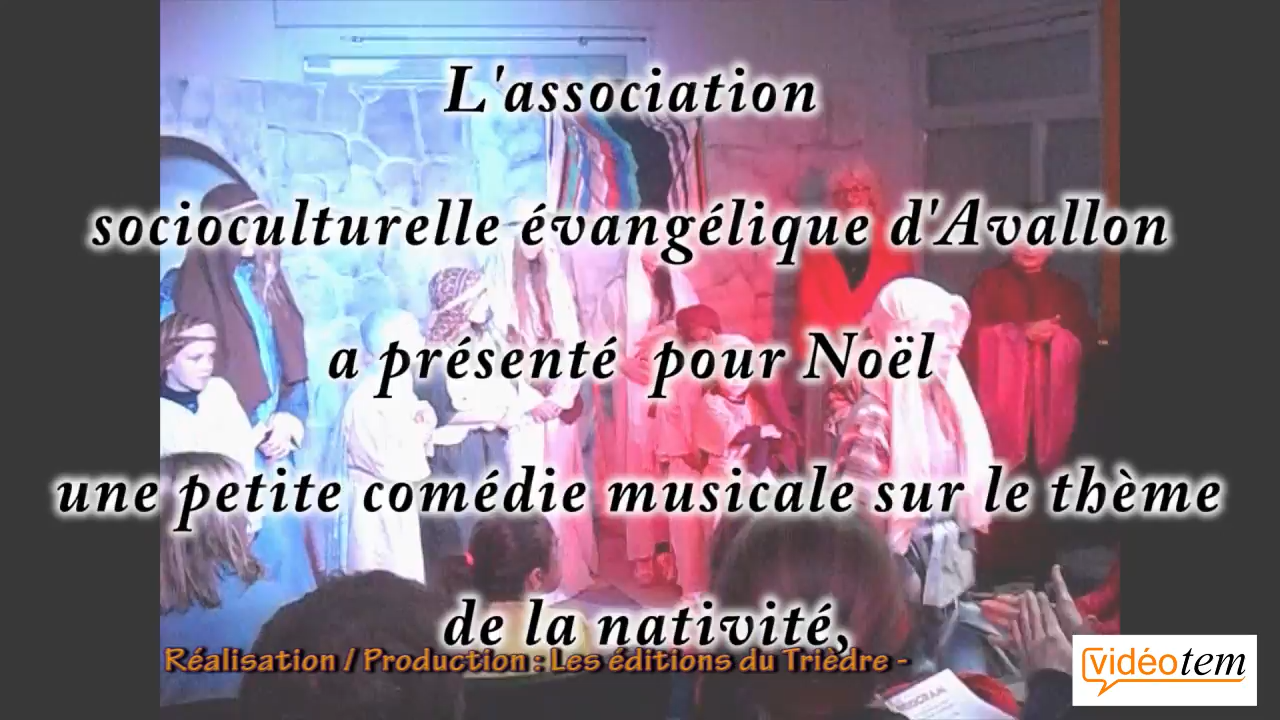 L'association
socioculturelle évangélique d'Avallon
a présenté pour Noël
une petite comédie musicale sur le thème
de la nativité,
Réalisation / Production : Les éditions du Trièdre -
vidéotem